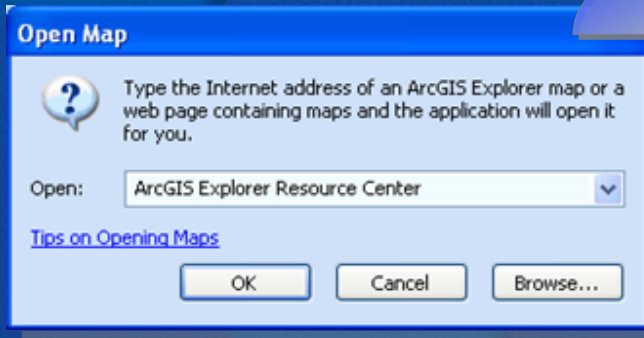 Open Map
Type the Internet address of an ArcGIS Explorer map or a
web page containing maps and the application will open it
for you.
Open: ArcGIS Explorer Resource Center
Tips on Opening Maps
OK Cancel Browse...